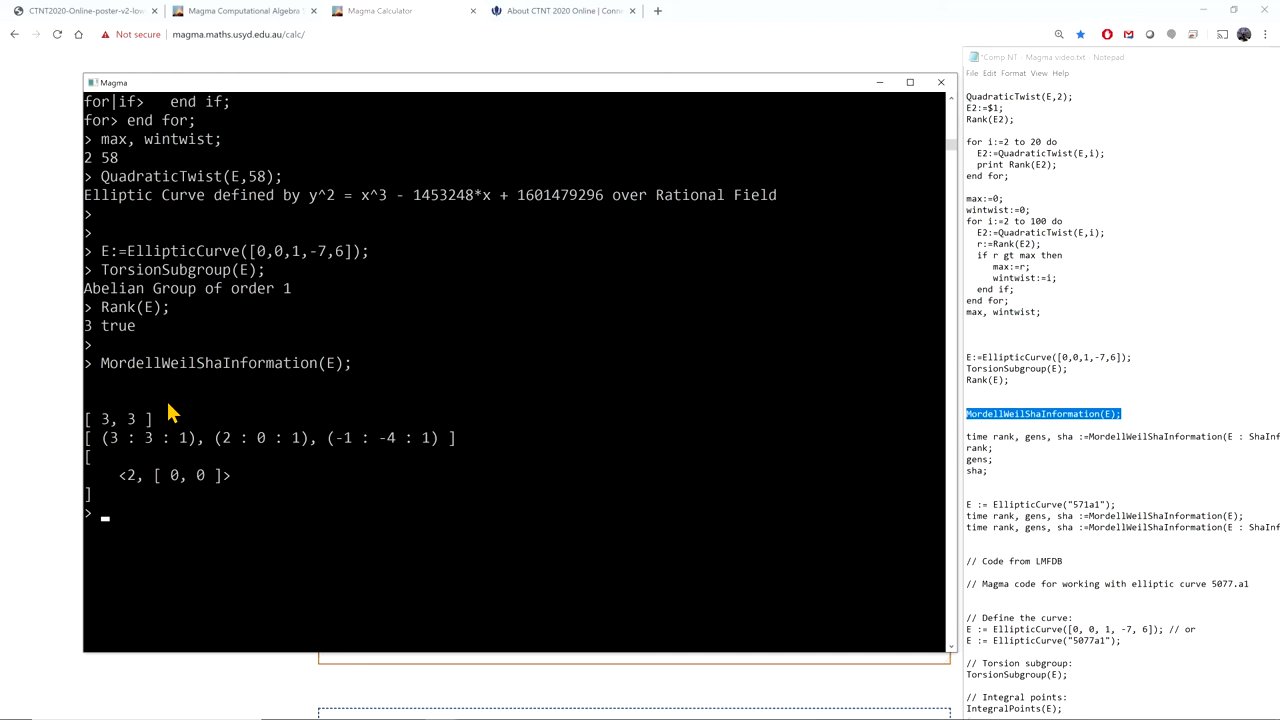 CTNT2020-Online-poster-v2-low
Magma Computational Algebra S
Magma Calculator
About CTNT 2020 Online | Conn
Not secure | magma.maths.usyd.edu.au/calc/
Magma
for|if>   end if;
for> end for;
> max, wintwist;
2 58
> QuadraticTwist(E,58);
Elliptic Curve defined by y^2 = x^3 - 1453248*x + 1601479296 over Rational Field
>
>
> E:=EllipticCurve([0,0,1,-7,6]);
> TorsionSubgroup(E);
Abelian Group of order 1
> Rank(E);
3 true
>
> MordellWeilShaInformation(E);
[ 3, 3 ]
[ (3 : 3 : 1), (2 : 0 : 1), (-1 : -4 : 1) ]
[
    <2, [ 0, 0 ]>
]
>
*Comp NT - Magma video.txt - Notepad
File Edit Format View Help
QuadraticTwist(E,2);
E2:=$1;
Rank(E2);
for i:=2 to 20 do
  E2:=QuadraticTwist(E,i);
  print Rank(E2);
end for;
max:=0;
wintwist:=0;
for i:=2 to 100 do
  E2:=QuadraticTwist(E,i);
  r:=Rank(E2);
  if r gt max then
     max:=r;
     wintwist:=i;
  end if;
end for;
max, wintwist;
E:=EllipticCurve([0,0,1,-7,6]);
TorsionSubgroup(E);
Rank(E);
MordellWeilShaInformation(E);
time rank, gens, sha :=MordellWeilShaInformation(E : ShaInf
rank;
gens;
sha;
E := EllipticCurve("571a1");
time rank, gens, sha :=MordellWeilShaInformation(E);
time rank, gens, sha :=MordellWeilShaInformation(E : ShaInf
// Code from LMFDB
// Magma code for working with elliptic curve 5077.a1
// Define the curve:
E := EllipticCurve([0, 0, 1, -7, 6]); // or
E := EllipticCurve("5077a1");
// Torsion subgroup:
TorsionSubgroup(E);
// Integral points:
IntegralPoints(E);